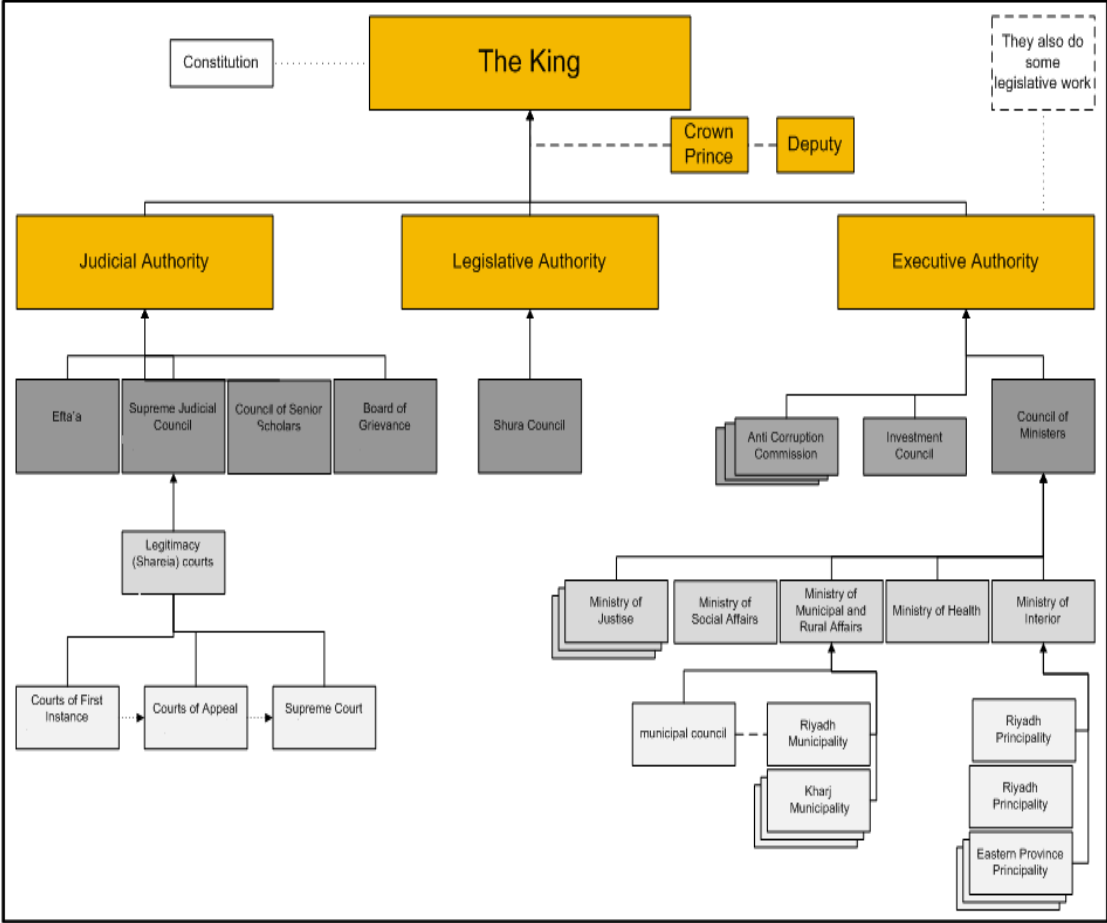 Constitution
The King
They also do
some
legislative work
Crown
Prince
Deputy
Judicial Authority
Legislative Authority
Executive Authority
Efta'a
Supreme Judicial
Council
Council of Senior
Scholars
Board of
Grievance
Shura Council
Anti Corruption
Commission
Investment
Council
Council of
Ministers
Legitimacy
(Shareia) courts
Ministry of
Justise
Ministry of
Social Affairs
Ministry of
Municipal and
Rural Affairs
Ministry of Health
Ministry of
Interior
Courts of First
Instance
Courts of Appeal
Supreme Court
municipal council
Riyadh
Municipality
Riyadh
Principality
Kharj
Municipality
Riyadh
Principality
Eastern Province
Principality